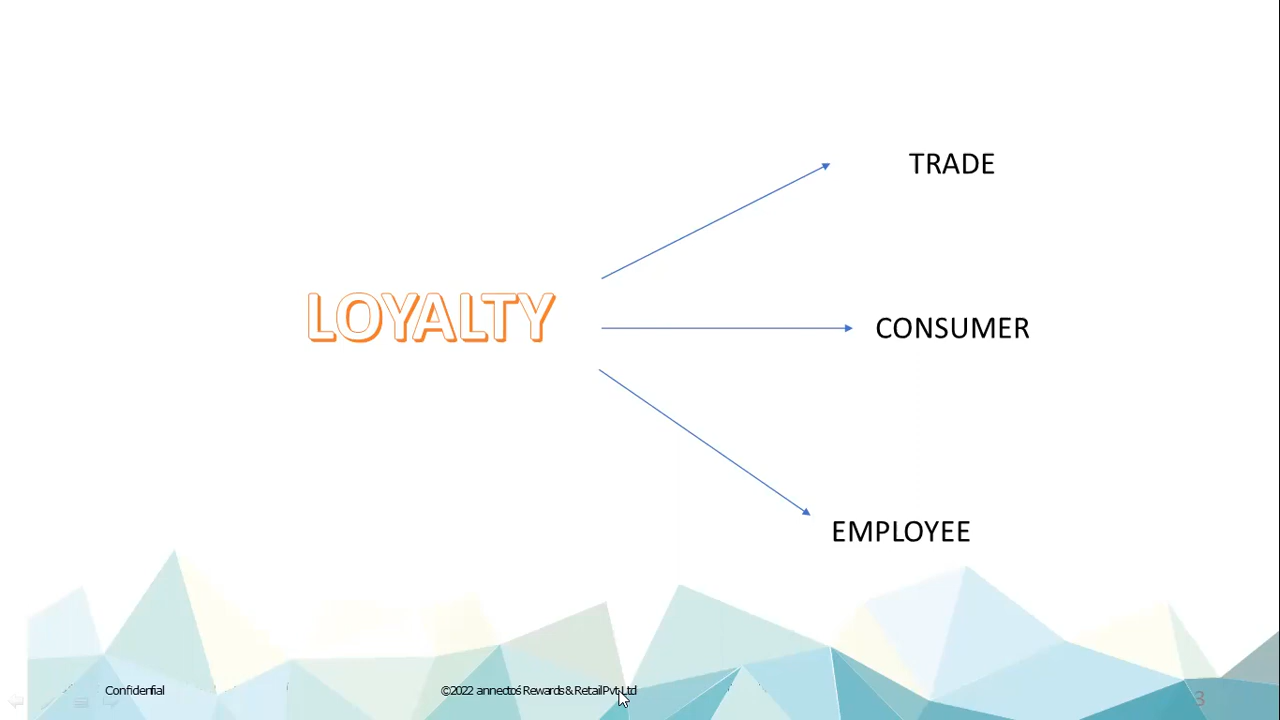 TRADE
LOYALTY
CONSUMER
EMPLOYEE
Confidential
©2022 annectos' Rewards & Retail Pvt. Ltd
3